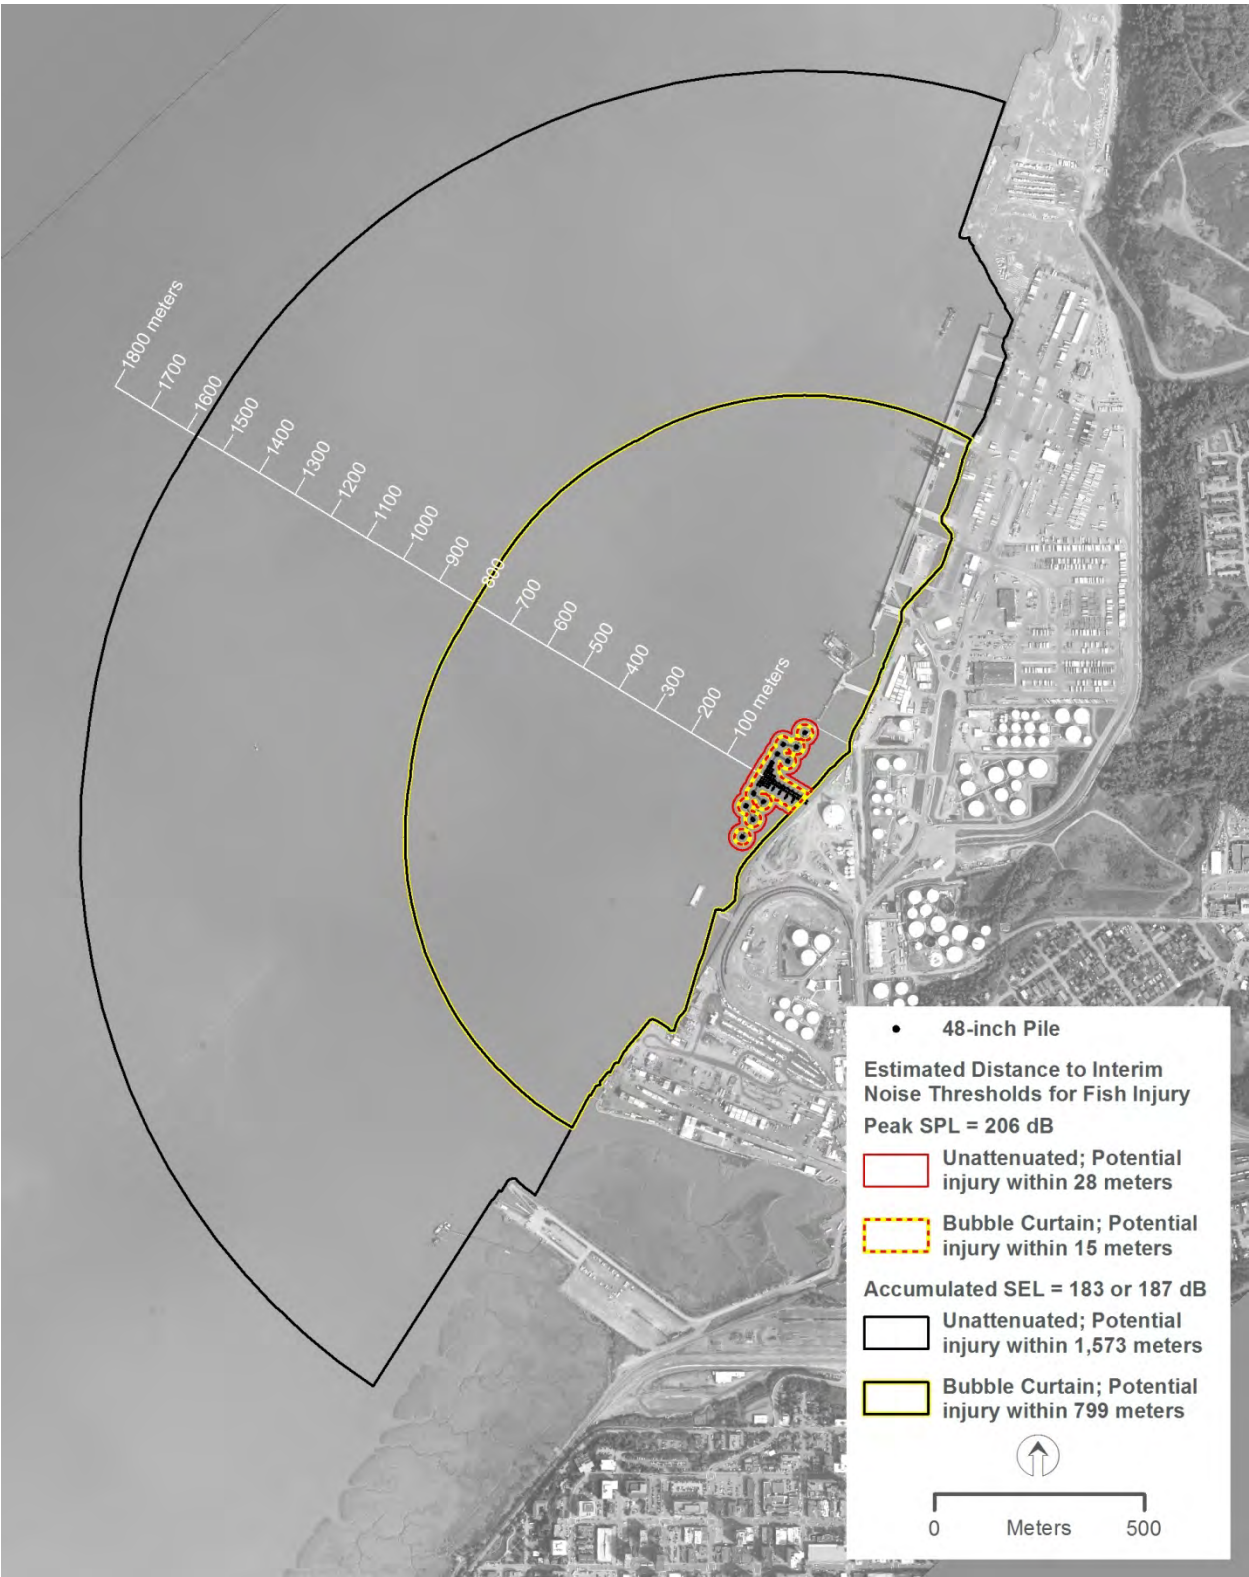 1800 meters
1700
1600
1500
1400
1300
1200
1100
1000
900
800
700
600
500
400
300
200
100 meters
48-inch Pile
Estimated Distance to Interim
Noise Thresholds for Fish Injury
Peak SPL = 206 dB
Unattenuated; Potential
injury within 28 meters
Bubble Curtain; Potential
injury within 15 meters
Accumulated SEL = 183 or 187 dB
Unattenuated; Potential
injury within 1,573 meters
Bubble Curtain; Potential
injury within 799 meters
0 Meters 500